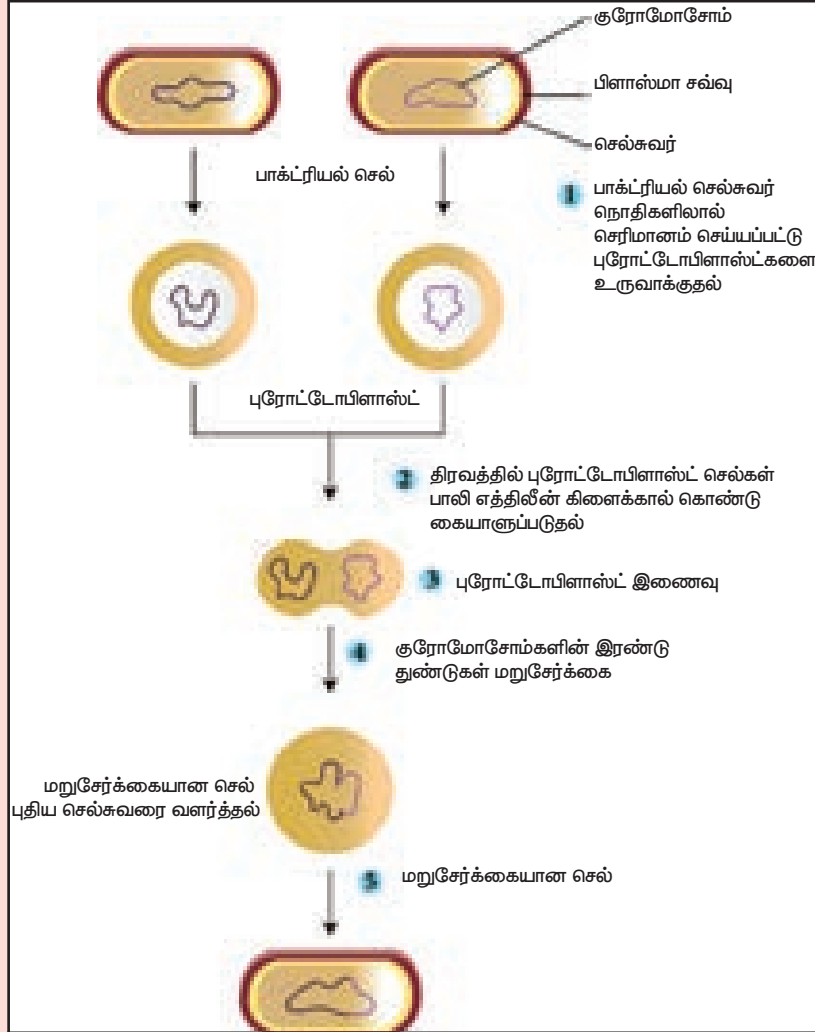 குரோமோசோம்
பிளாஸ்மா சவ்வு
செல்சுவர்
பாக்ட்ரியல் செல்
1 பாக்ட்ரியல் செல்சுவர்
நொதிகளிலால்
செரிமானம் செய்யப்பட்டு
புரோட்டோபிளாஸ்ட்களை
உருவாக்குதல்
புரோட்டோபிளாஸ்ட்
2 திரவத்தில் புரோட்டோபிளாஸ்ட் செல்கள்
பாலி எத்திலீன் கிளைக்கால் கொண்டு
கையாளுப்படுதல்
3 புரோட்டோபிளாஸ்ட் இணைவு
4 குரோமோசோம்களின் இரண்டு
துண்டுகள் மறுசேர்க்கை
மறுசேர்க்கையான செல்
புதிய செல்சுவரை வளர்த்தல்
5 மறுசேர்க்கையான செல்